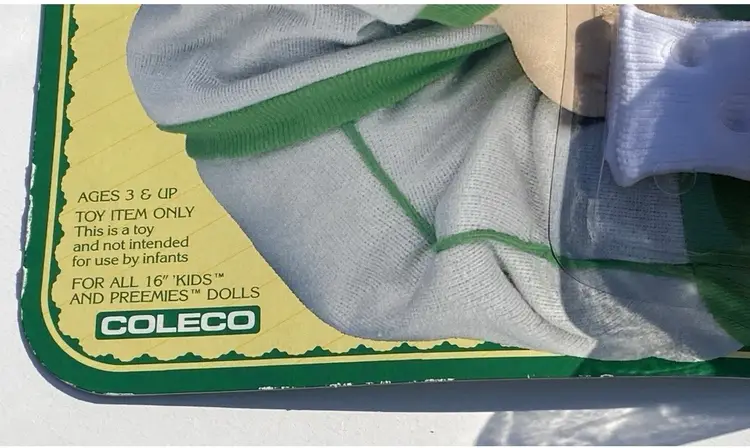 AGES 3 & UP
TOY ITEM ONLY
This is a toy
and not intended
for use by infants
FOR ALL 16" 'KIDS™
AND PREEMIES™ DOLLS
COLECO